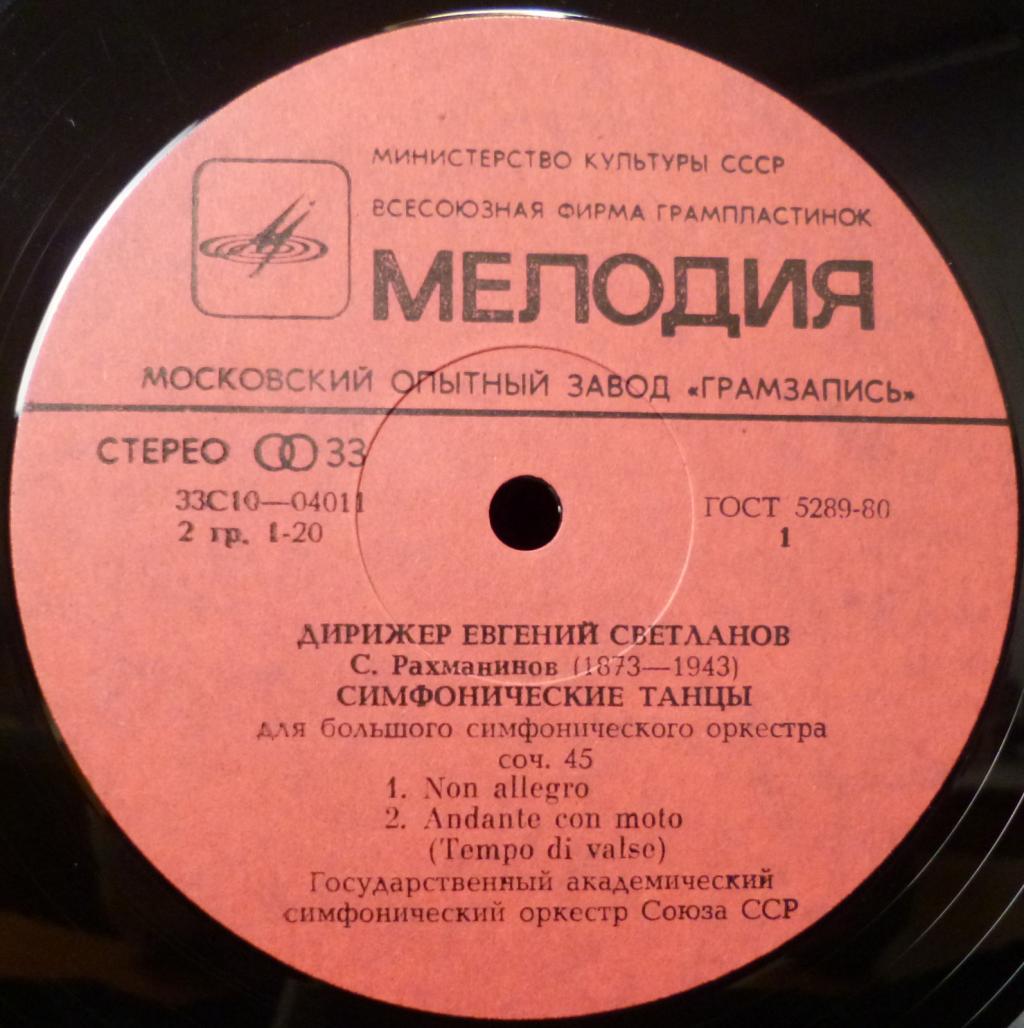 МИНИСТЕРСТВО КУЛЬТУРЫ СССР
ВСЕСОЮЗНАЯ ФИРМА ГРАМПЛАСТИНОК
МЕЛОДИЯ
МОСКОВСКИЙ ОПЫТНЫЙ ЗАВОД «ГРАМЗАПИСЬ»
СТЕРЕО 33
33С10—04011 ГОСТ 5289-80
2 гр. 1-20 1
ДИРИЖЕР ЕВГЕНИЙ СВЕТЛАНОВ
С. Рахманинов (1873—1943)
СИМФОНИЧЕСКИЕ ТАНЦЫ
для большого симфонического оркестра
соч. 45
1. Non allegro
2. Andante con moto
(Tempo di valse)
Государственный академический
симфонический оркестр Союза ССР